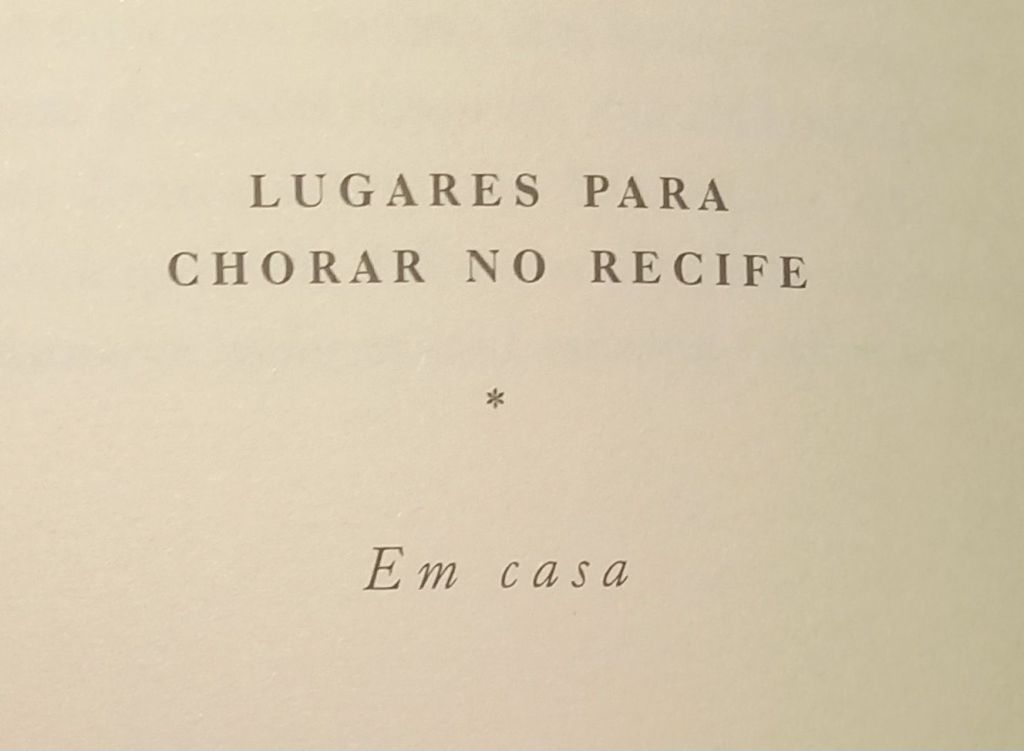 LUGARES PARA
CHORAR NO RECIFE
*
Em casa